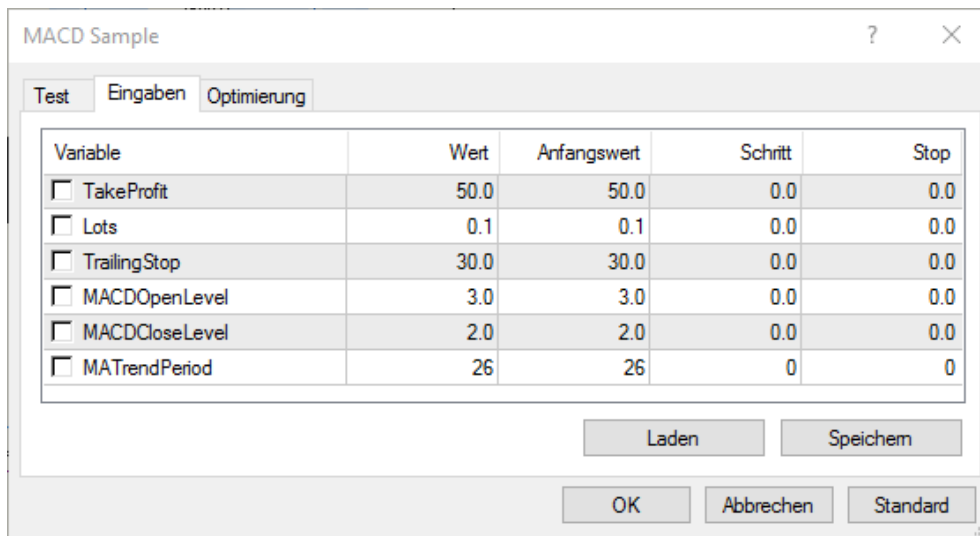 MACD Sample ?
Test Eingaben Optimierung
Variable Wert Anfangswert Schritt Stop
TakeProfit 50.0 50.0 0.0 0.0
Lots 0.1 0.1 0.0 0.0
TrailingStop 30.0 30.0 0.0 0.0
MACDOpenLevel 3.0 3.0 0.0 0.0
MACDCloseLevel 2.0 2.0 0.0 0.0
MATrendPeriod 26 26 0 0
Laden Speichern
OK Abbrechen Standard